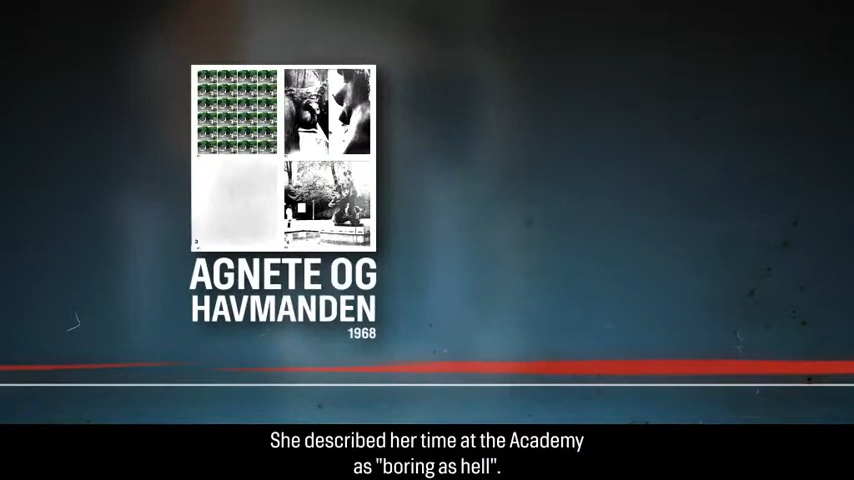 AGNETE OG
HAVMANDEN
1968
She described her time at the Academy
as "boring as hell".